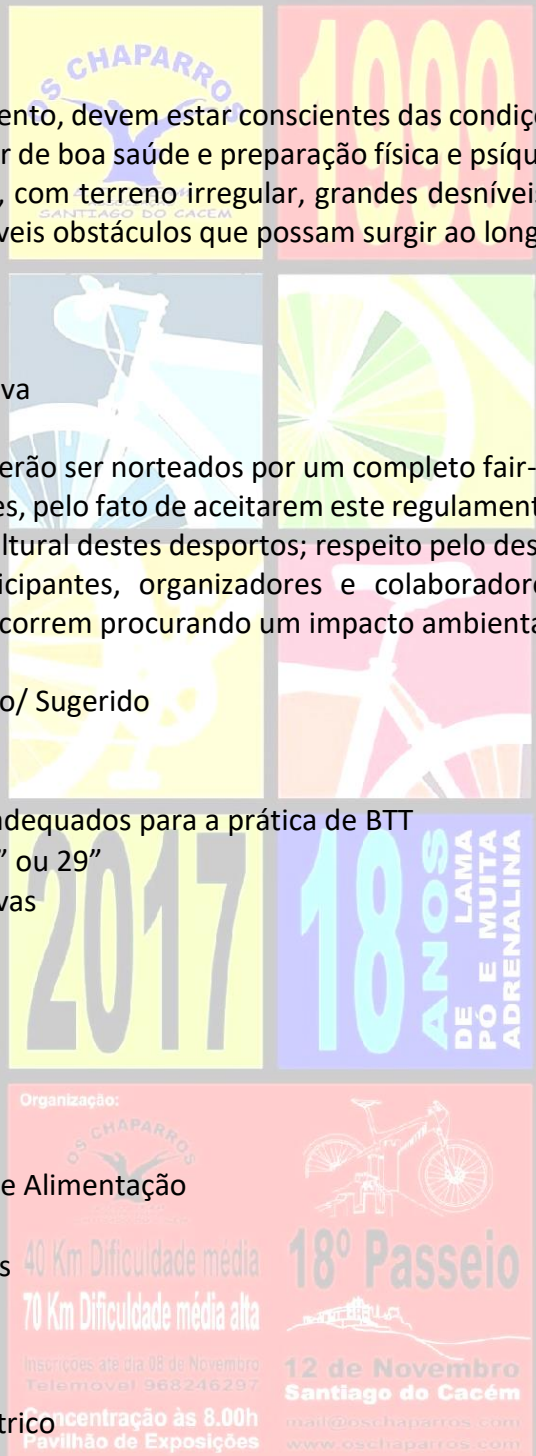 OS CHAPARROS
SANTIAGO DO CACÉM
1999
ento, devem estar conscientes das condiç
r de boa saúde e preparação física e psíqu
, com terreno irregular, grandes desníveis
veis obstáculos que possam surgir ao long
va
erão ser norteados por um completo fair-
es, pelo fato de aceitarem este regulament
ltural destes desportos; respeito pelo des
icipantes, organizadores e colaboradore
correm procurando um impacto ambienta
o/ Sugerido
adequados para a prática de BTT
” ou 29”
vas
2017
18
ANOS
DE LAMA
PÓ E MUITA
ADRENALINA
Organização:
OS CHAPARROS
e Alimentação
s
40 Km Dificuldade média
70 Km Dificuldade média alta
Inscrições até dia 08 de Novembro
Telemovel 968246297
trico
Concentração às 8.00h
Pavilhão de Exposições
18º Passeio
12 de Novembro
Santiago do Cacém
mail@oschaparros.com
www.oschaparros.com